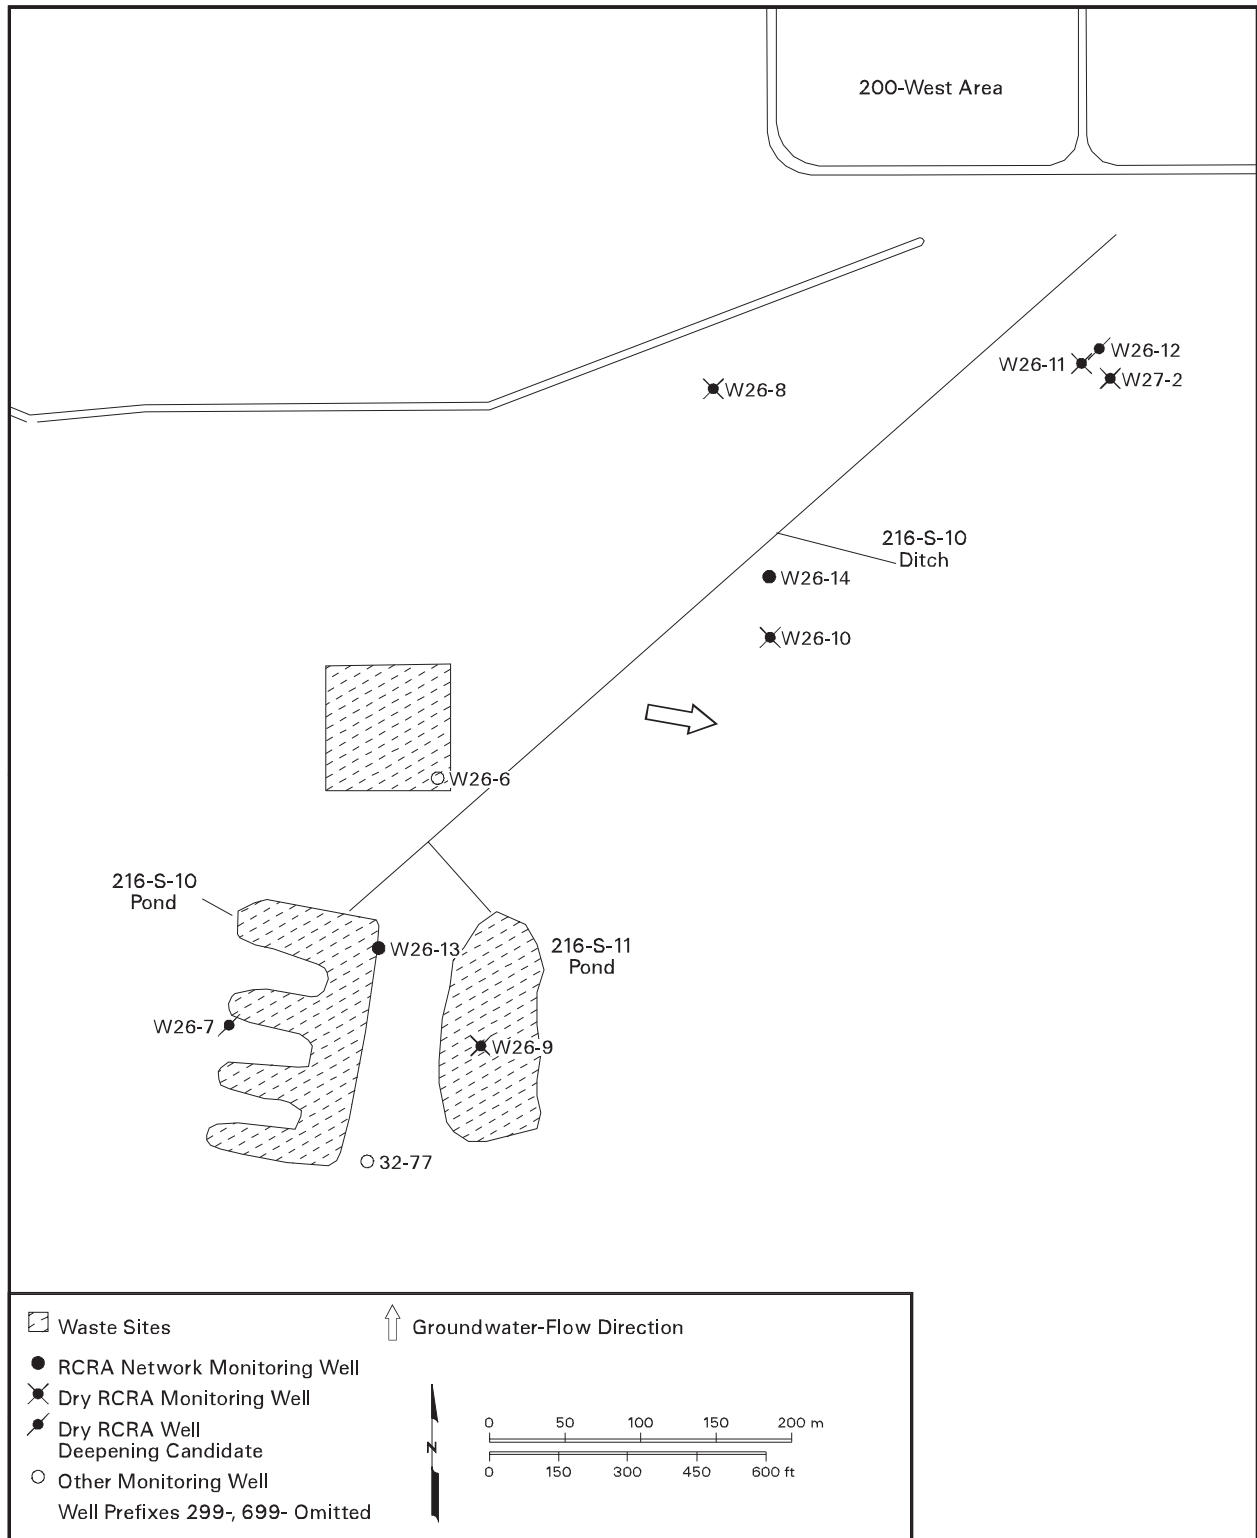 200-West Area
W26-12
W26-11
W27-2
W26-8
216-S-10
Ditch
W26-14
W26-10
W26-6
216-S-10
Pond
W26-13
216-S-11
Pond
W26-7
W26-9
32-77
Waste Sites
Groundwater-Flow Direction
RCRA Network Monitoring Well
Dry RCRA Monitoring Well
Dry RCRA Well
Deepening Candidate
Other Monitoring Well
Well Prefixes 299-, 699- Omitted
N
0 50 100 150 200 m
0 150 300 450 600 ft